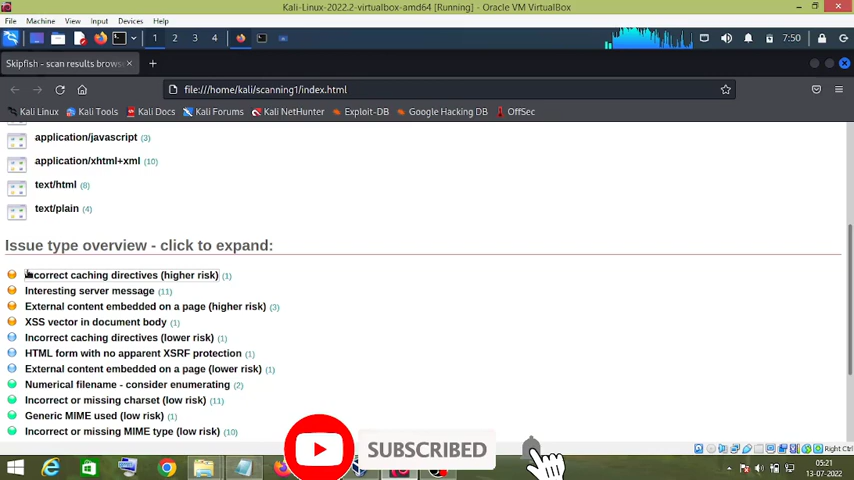 Kali-Linux-2022.2-virtualbox-amd64 [Running] - Oracle VM VirtualBox
File Machine View Input Devices Help
1 2 3 4 7:50
Skipfish - scan results brows
file:///home/kali/scanning1/index.html
Kali Linux Kali Tools Kali Docs Kali Forums Kali NetHunter Exploit-DB Google Hacking DB OffSec
application/javascript (3)
application/xhtml+xml (10)
text/html (8)
text/plain (4)
Issue type overview - click to expand:
Incorrect caching directives (higher risk) (1)
Interesting server message (11)
External content embedded on a page (higher risk) (3)
XSS vector in document body (1)
Incorrect caching directives (lower risk) (1)
HTML form with no apparent XSRF protection (1)
External content embedded on a page (lower risk) (1)
Numerical filename - consider enumerating (2)
Incorrect or missing charset (low risk) (11)
Generic MIME used (low risk) (1)
Incorrect or missing MIME type (low risk) (10)
SUBSCRIBED
Right Ctrl
05:21
13-07-2022